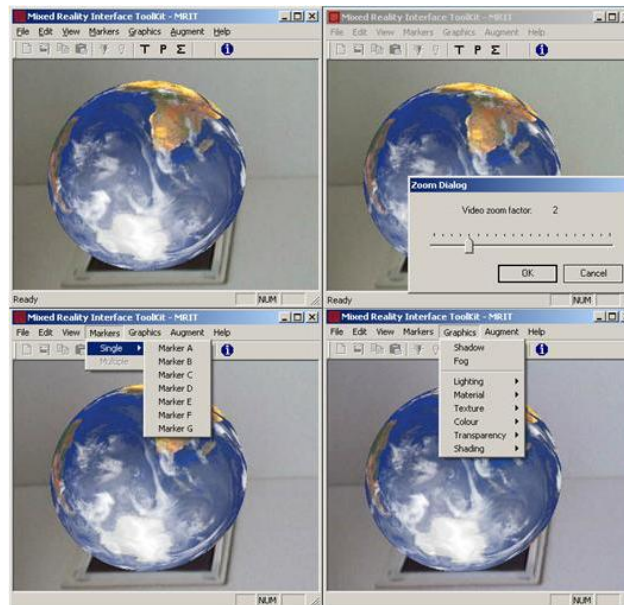 Mixed Reality Interface ToolKit - MRIT
File Edit View Markers Graphics Augment Help
T P Σ i
Ready
NUM
Mixed Reality Interface ToolKit - MRIT
File Edit View Markers Graphics Augment Help
T P Σ i
Zoom Dialog
Video zoom factor: 2
OK Cancel
Ready
NUM
Mixed Reality Interface ToolKit - MRIT
File Edit View Markers Graphics Augment Help
Single
Multiple
Marker A
Marker B
Marker C
Marker D
Marker E
Marker F
Marker G
i
NUM
Mixed Reality Interface ToolKit - MRIT
File Edit View Markers Graphics Augment Help
Shadow
Fog
Lighting
Material
Texture
Colour
Transparency
Shading
i
NUM